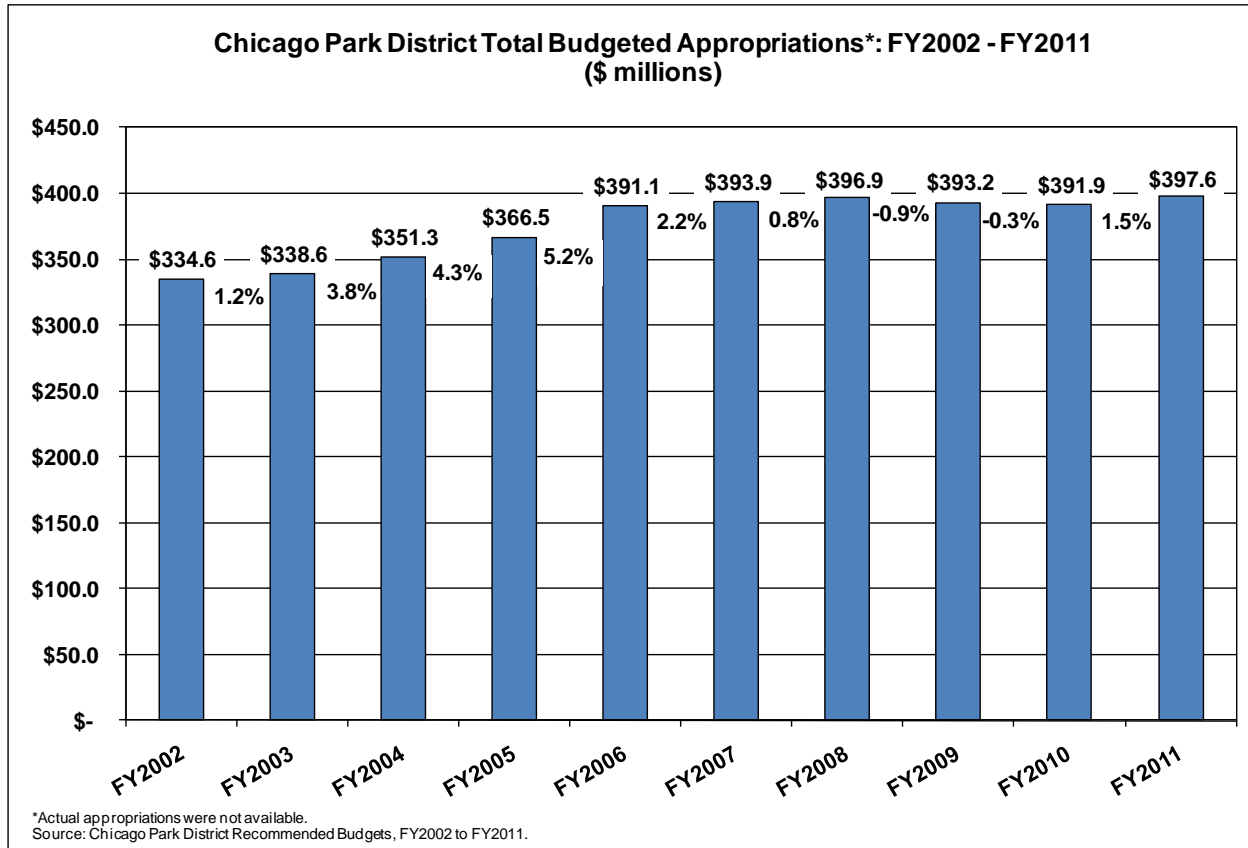 Chicago Park District Total Budgeted Appropriations*: FY2002 - FY2011
($ millions)
$450.0
$400.0
$350.0
$300.0
$250.0
$200.0
$150.0
$100.0
$50.0
$-
$334.6
1.2%
$338.6
3.8%
$351.3
4.3%
$366.5
5.2%
$391.1
2.2%
$393.9
0.8%
$396.9
-0.9%
$393.2
-0.3%
$391.9
1.5%
$397.6
FY2002
FY2003
FY2004
FY2005
FY2006
FY2007
FY2008
FY2009
FY2010
FY2011
*Actual appropriations were not available.
Source: Chicago Park District Recommended Budgets, FY2002 to FY2011.